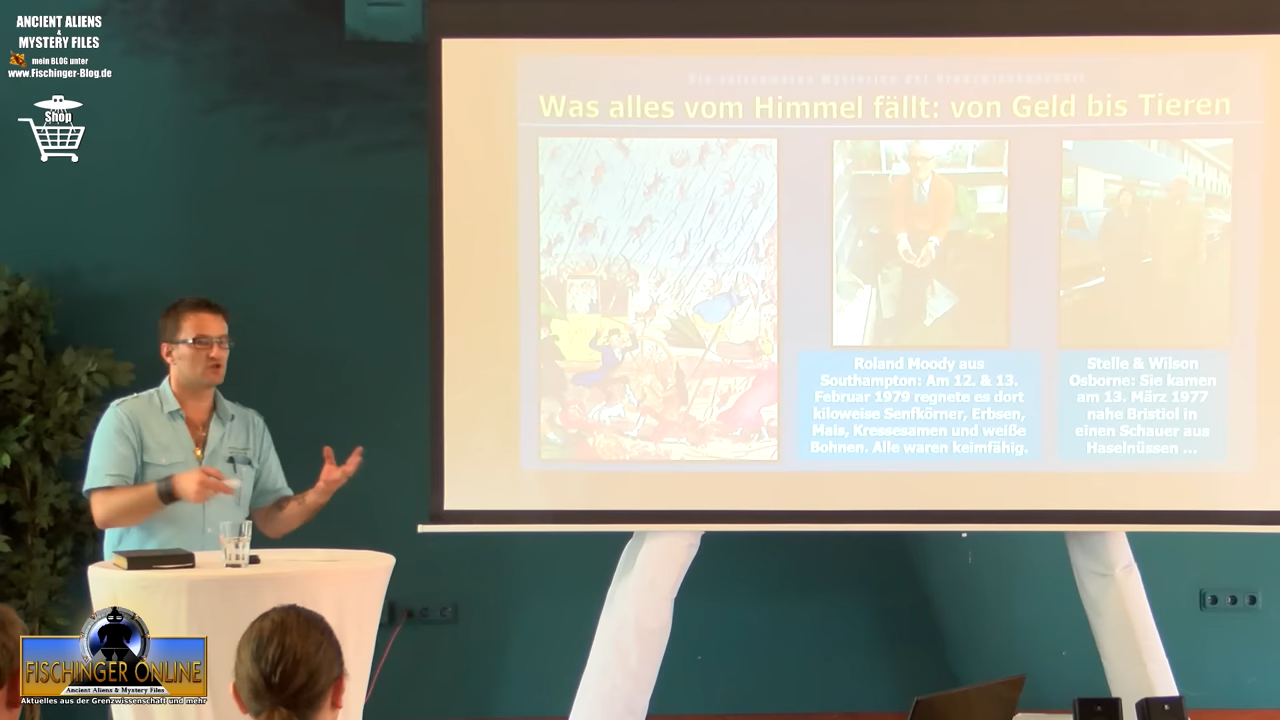 ANCIENT ALIENS
&
MYSTERY FILES
mein BLOG unter
www.Fischinger-Blog.de
Shop
Was alles vom Himmel fällt: von Geld bis Tieren
Roland Moody aus
Southampton: Am 12. & 13.
Februar 1979 regnete es dort
kiloweise Senfkörner, Erbsen,
Mais, Kressesamen und weiße
Bohnen. Alle waren keimfähig.
Stelle & Wilson
Osborne: Sie kamen
am 13. März 1977
nahe Bristiol in
einen Schauer aus
Haselnüssen ...
FISCHINGER ONLINE
Ancient Aliens & Mystery Files
Aktuelles aus der Grenzwissenschaft und mehr